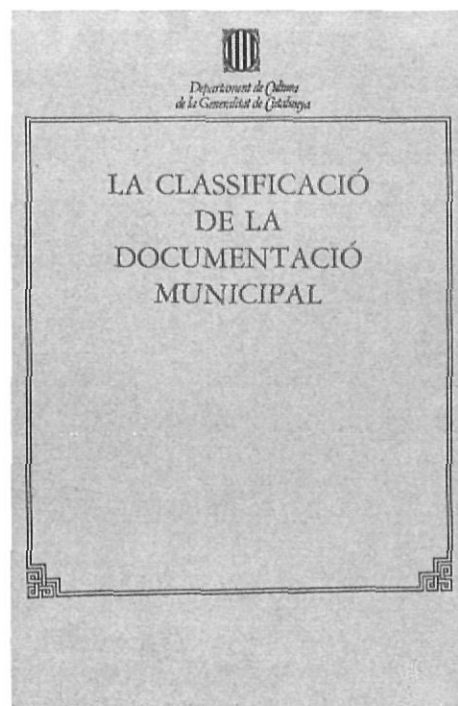 Departament de Cultura
de la Generalitat de Catalunya
LA CLASSIFICACIÓ
DE LA
DOCUMENTACIÓ
MUNICIPAL